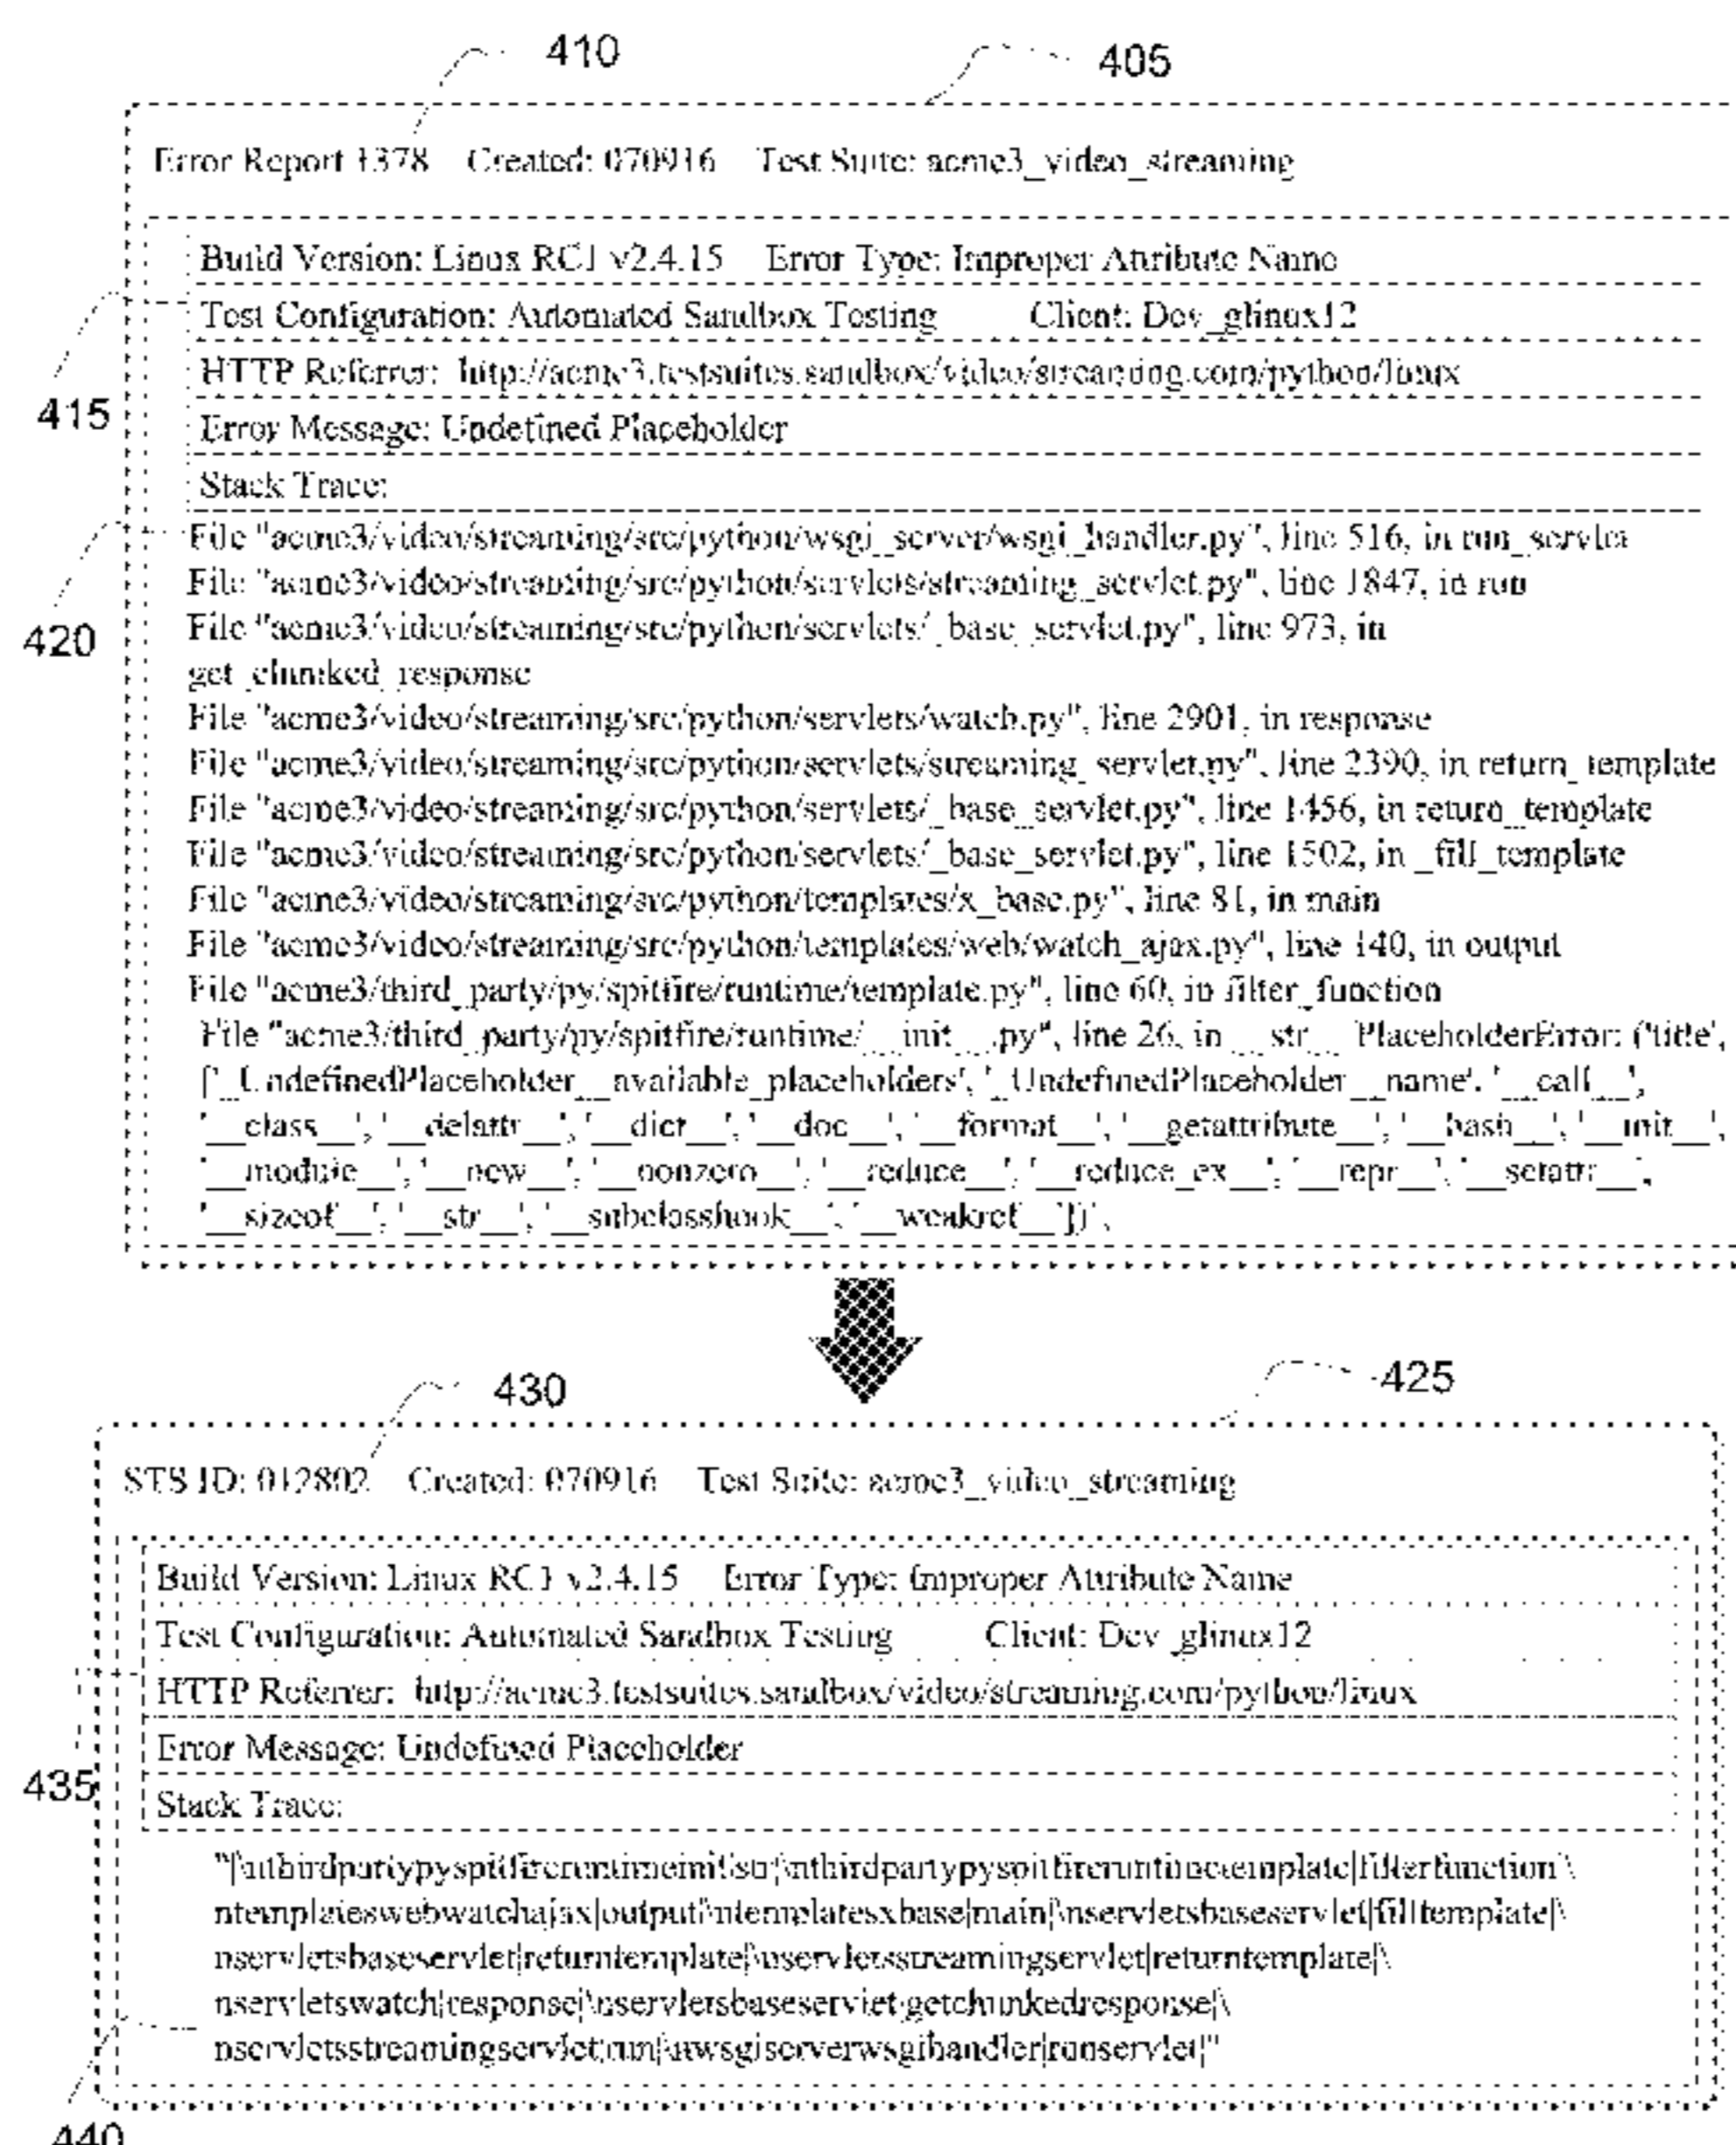 410
405
Error Report 1378 Created: 070916 Test Suite: acme3_video_streaming
Build Version: Linux RC1 v2.4.15 Error Type: Improper Attribute Name
Test Configuration: Automated Sandbox Testing Client: Dev_glinux12
HTTP Referrer: http://acme3.testsuites.sandbox/video/streaming.com/python/linux
415
Error Message: Undefined Placeholder
Stack Trace:
File "acme3/video/streaming/src/python/wsgi_server/wsgi_handler.py", line 516, in run_servlet
File "acme3/video/streaming/src/python/servlets/streaming_servlet.py", line 1847, in run
420
File "acme3/video/streaming/src/python/servlets/_base_servlet.py", line 973, in
get_chunked_response
File "acme3/video/streaming/src/python/servlets/watch.py", line 2901, in response
File "acme3/video/streaming/src/python/servlets/streaming_servlet.py", line 2390, in return_template
File "acme3/video/streaming/src/python/servlets/_base_servlet.py", line 1456, in return_template
File "acme3/video/streaming/src/python/servlets/_base_servlet.py", line 1502, in _fill_template
File "acme3/video/streaming/src/python/templates/x_base.py", line 81, in main
File "acme3/video/streaming/src/python/templates/web/watch_ajax.py", line 140, in output
File "acme3/third_party/py/spitfire/runtime/template.py", line 60, in filter_function
File "acme3/third_party/py/spitfire/runtime/__init__.py", line 26, in __str__ PlaceholderError: ('title',
['_UndefinedPlaceholder__available_placeholders', '_UndefinedPlaceholder__name', '__call__',
'__class__', '__delattr__', '__dict__', '__doc__', '__format__', '__getattribute__', '__hash__', '__init__',
'__module__', '__new__', '__nonzero__', '__reduce__', '__reduce_ex__', '__repr__', '__setattr__',
'__sizeof__', '__str__', '__subclasshook__', '__weakref__'])',
430
425
STS ID: 012802 Created: 070916 Test Suite: acme3_video_streaming
Build Version: Linux RC1 v2.4.15 Error Type: Improper Attribute Name
Test Configuration: Automated Sandbox Testing Client: Dev_glinux12
HTTP Referrer: http://acme3.testsuites.sandbox/video/streaming.com/python/linux
Error Message: Undefined Placeholder
435
Stack Trace:
"|\nthirdpartypyspitfireruntimeinit|str|\nthirdpartypyspitfireruntimetemplate|filterfunction|\
ntemplateswebwatchajax|output|\ntemplatesxbase|main|\nservletsbaseservlet|filltemplate|\
nservletsbaseservlet|returntemplate|\nservletsstreamingservlet|returntemplate|\
nservletswatch|response|\nservletsbaseservlet|getchunkedresponse|\
nservletsstreamingservlet|run|\nwsgiserverwsgihandler|runservlet|"
440